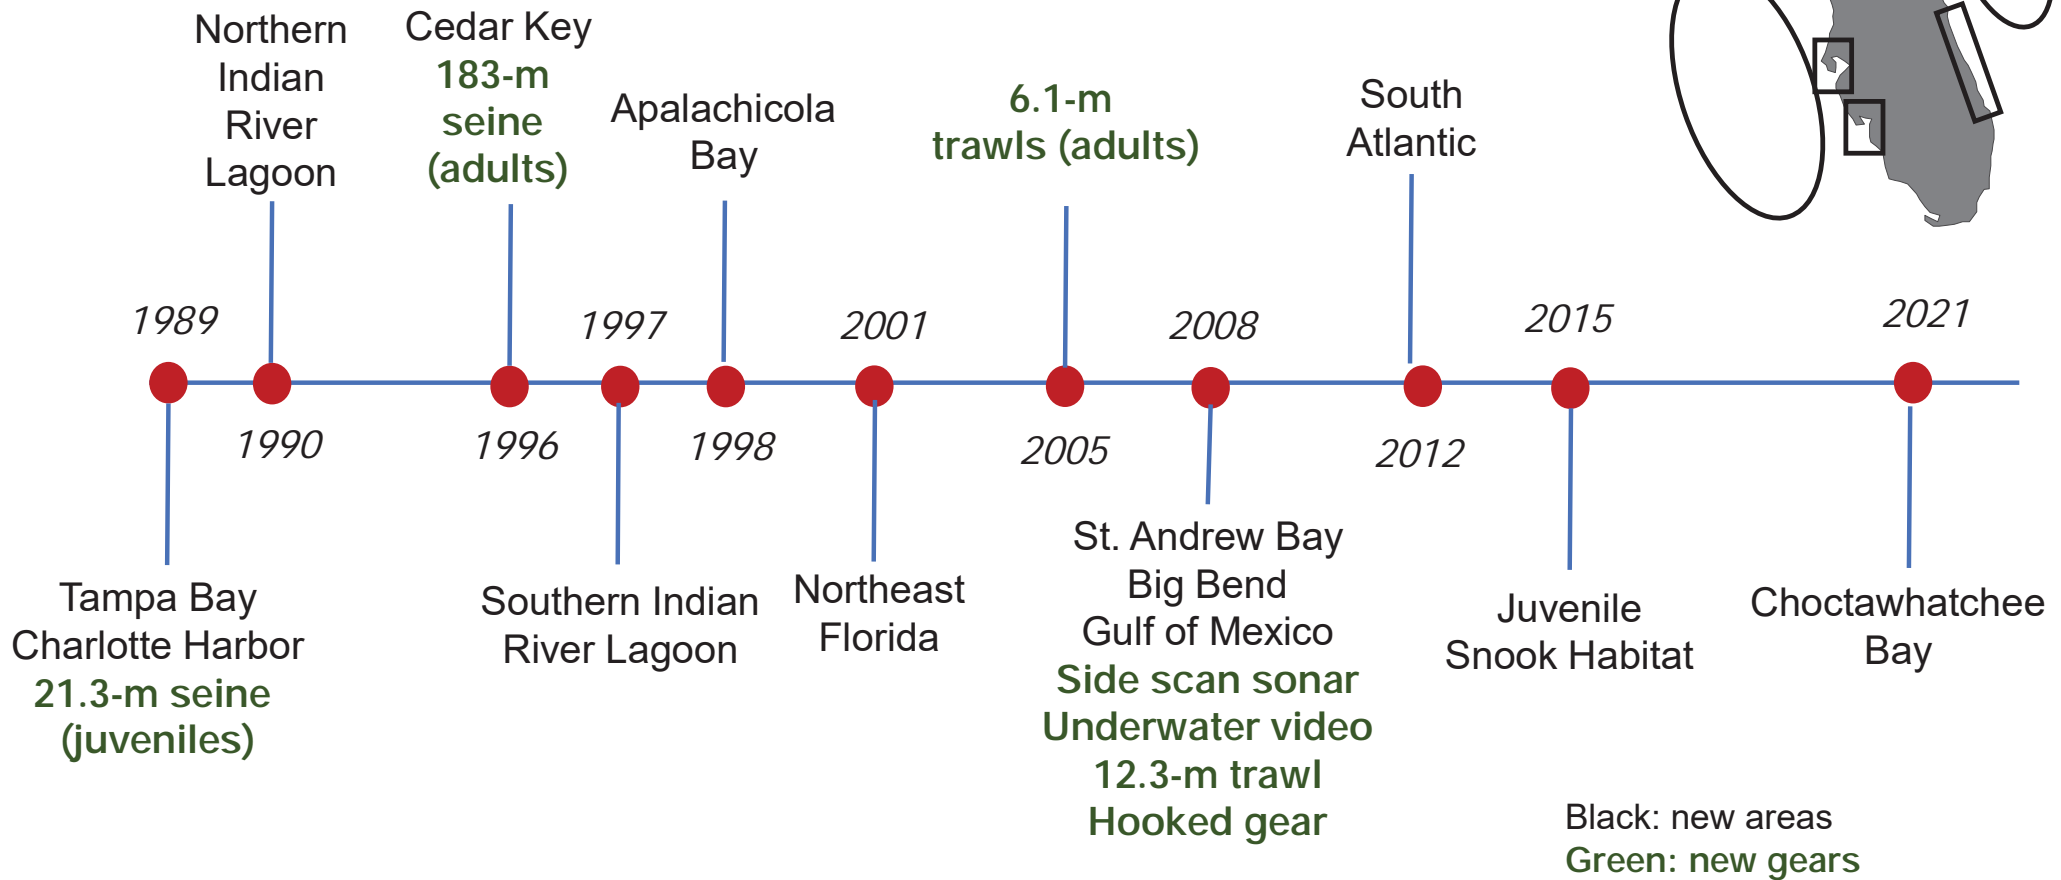 Northern
Indian
River
Lagoon
Cedar Key
183-m
seine
(adults)
Apalachicola
Bay
6.1-m
trawls (adults)
South
Atlantic
1989
1997
2001
2008
2015
2021
1990
1996
1998
2005
2012
Tampa Bay
Charlotte Harbor
21.3-m seine
(juveniles)
Southern Indian
River Lagoon
Northeast
Florida
St. Andrew Bay
Big Bend
Gulf of Mexico
Side scan sonar
Underwater video
12.3-m trawl
Hooked gear
Juvenile
Snook Habitat
Choctawhatchee
Bay
Black: new areas
Green: new gears